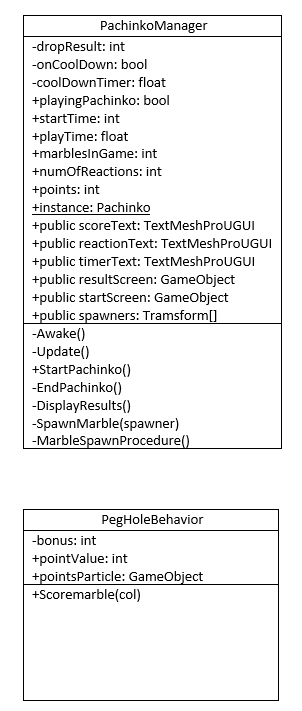 PachinkoManager
-dropResult: int
-onCoolDown: bool
-coolDownTimer: float
+playingPachinko: bool
+startTime: int
+playTime: float
+marblesInGame: int
+numOfReactions: int
+points: int
+instance: Pachinko
+public scoreText: TextMeshProUGUI
+public reactionText: TextMeshProUGUI
+public timerText: TextMeshProUGUI
+public resultScreen: GameObject
+public startScreen: GameObject
+public spawners: Tramsform[]
-Awake()
-Update()
+StartPachinko()
-EndPachinko()
-DisplayResults()
-SpawnMarble(spawner)
-MarbleSpawnProcedure()
PegHoleBehavior
-bonus: int
+pointValue: int
+pointsParticle: GameObject
+Scoremarble(col)